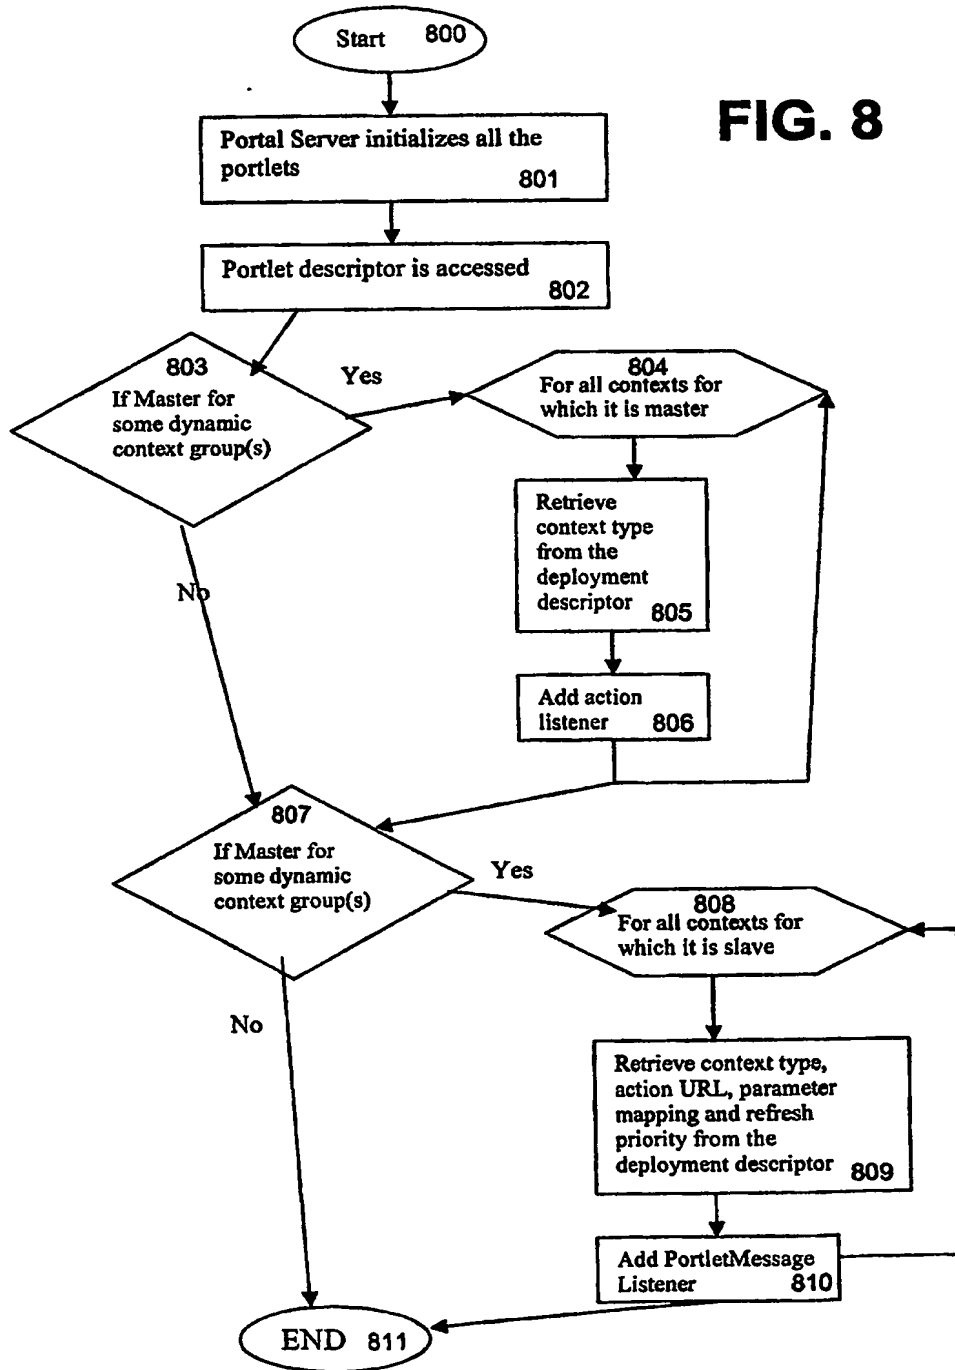 Start 800
FIG. 8
Portal Server initializes all the
portlets
801
Portlet descriptor is accessed
802
803
If Master for
some dynamic
context group(s)
Yes
804
For all contexts for
which it is master
Retrieve
context type
from the
deployment
descriptor 805
No
Add action
listener 806
807
If Master for
some dynamic
context group(s)
Yes
808
For all contexts for
which it is slave
No
Retrieve context type,
action URL, parameter
mapping and refresh
priority from the
deployment descriptor 809
Add PortletMessage
Listener 810
END 811